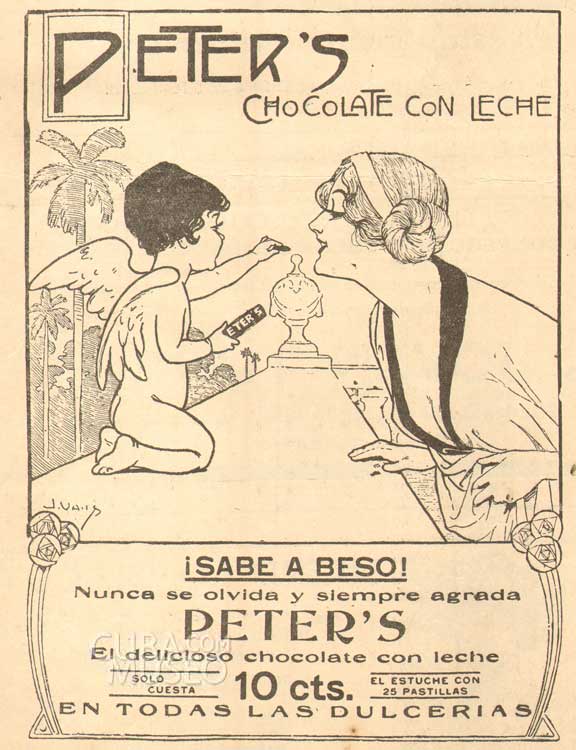 PETER'S
CHOCOLATE CON LECHE
ETER'S
J. Valls
¡SABE A BESO!
Nunca se olvida y siempre agrada
PETER'S
El delicioso chocolate con leche
SOLO CUESTA
10 cts.
EL ESTUCHE CON 25 PASTILLAS
EN TODAS LAS DULCERIAS
CUBA.COM
MUSEO